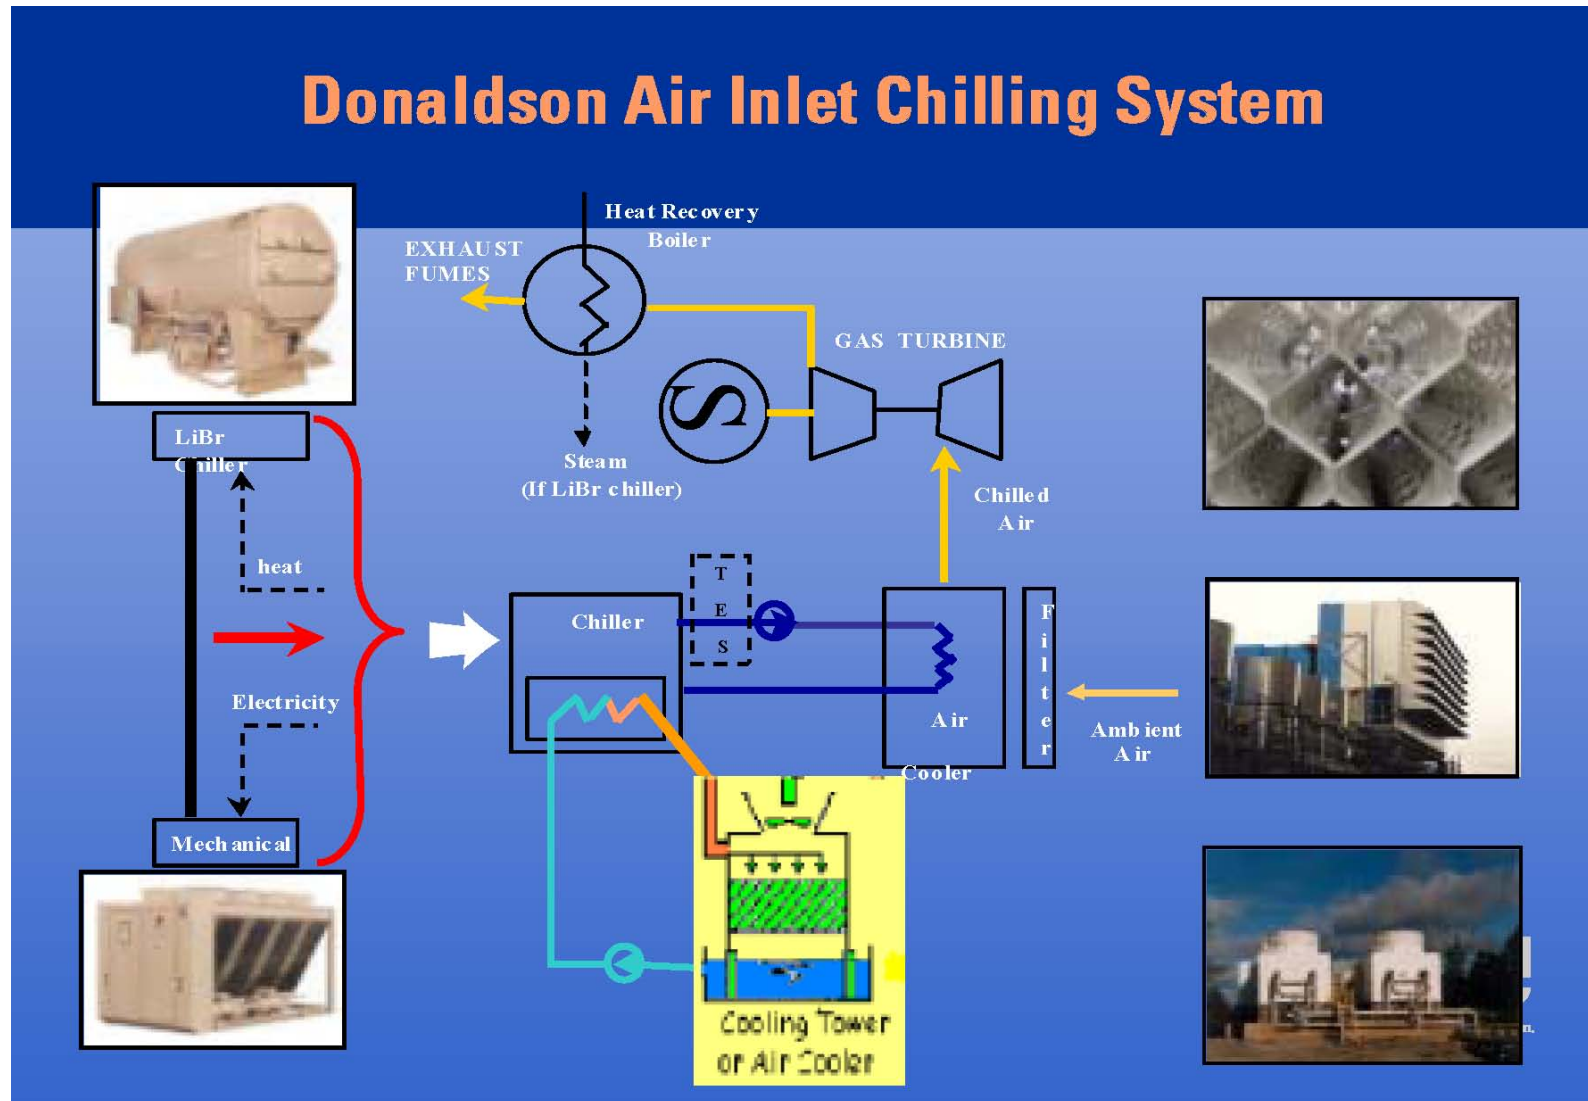 Donaldson Air Inlet Chilling System
Heat Recovery
Boiler
EXHAUST
FUMES
GAS TURBINE
S
LiBr
Chiller
Steam
(If LiBr chiller)
Chilled
Air
heat
T
E
S
Chiller
F
i
l
t
e
r
Electricity
Air
Cooler
Ambient
Air
Mechanical
Cooling Tower
or Air Cooler
n.